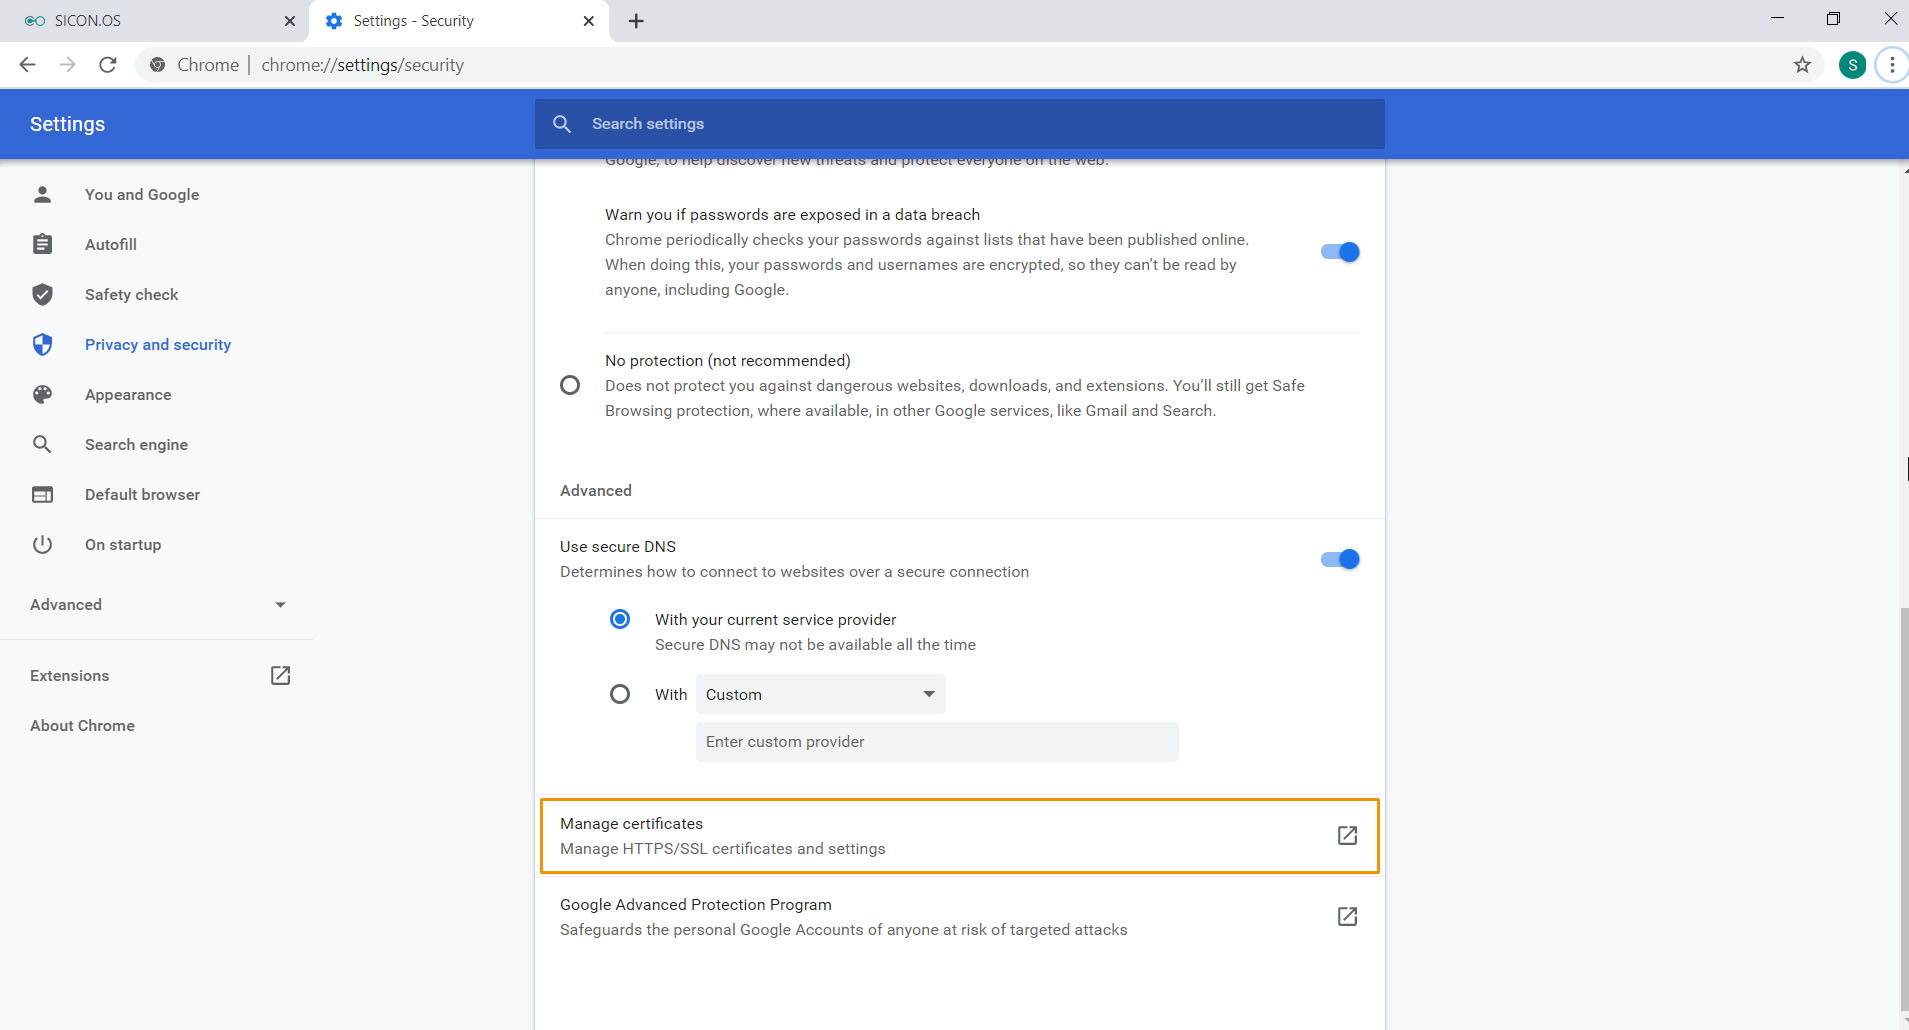 SICON.OS
Settings - Security
Chrome | chrome://settings/security
S
Settings
Search settings
Google, to help discover new threats and protect everyone on the web.
You and Google
Autofill
Safety check
Privacy and security
Appearance
Search engine
Default browser
On startup
Advanced
Extensions
About Chrome
Warn you if passwords are exposed in a data breach
Chrome periodically checks your passwords against lists that have been published online.
When doing this, your passwords and usernames are encrypted, so they can’t be read by
anyone, including Google.
No protection (not recommended)
Does not protect you against dangerous websites, downloads, and extensions. You’ll still get Safe
Browsing protection, where available, in other Google services, like Gmail and Search.
Advanced
Use secure DNS
Determines how to connect to websites over a secure connection
With your current service provider
Secure DNS may not be available all the time
With Custom
Enter custom provider
Manage certificates
Manage HTTPS/SSL certificates and settings
Google Advanced Protection Program
Safeguards the personal Google Accounts of anyone at risk of targeted attacks